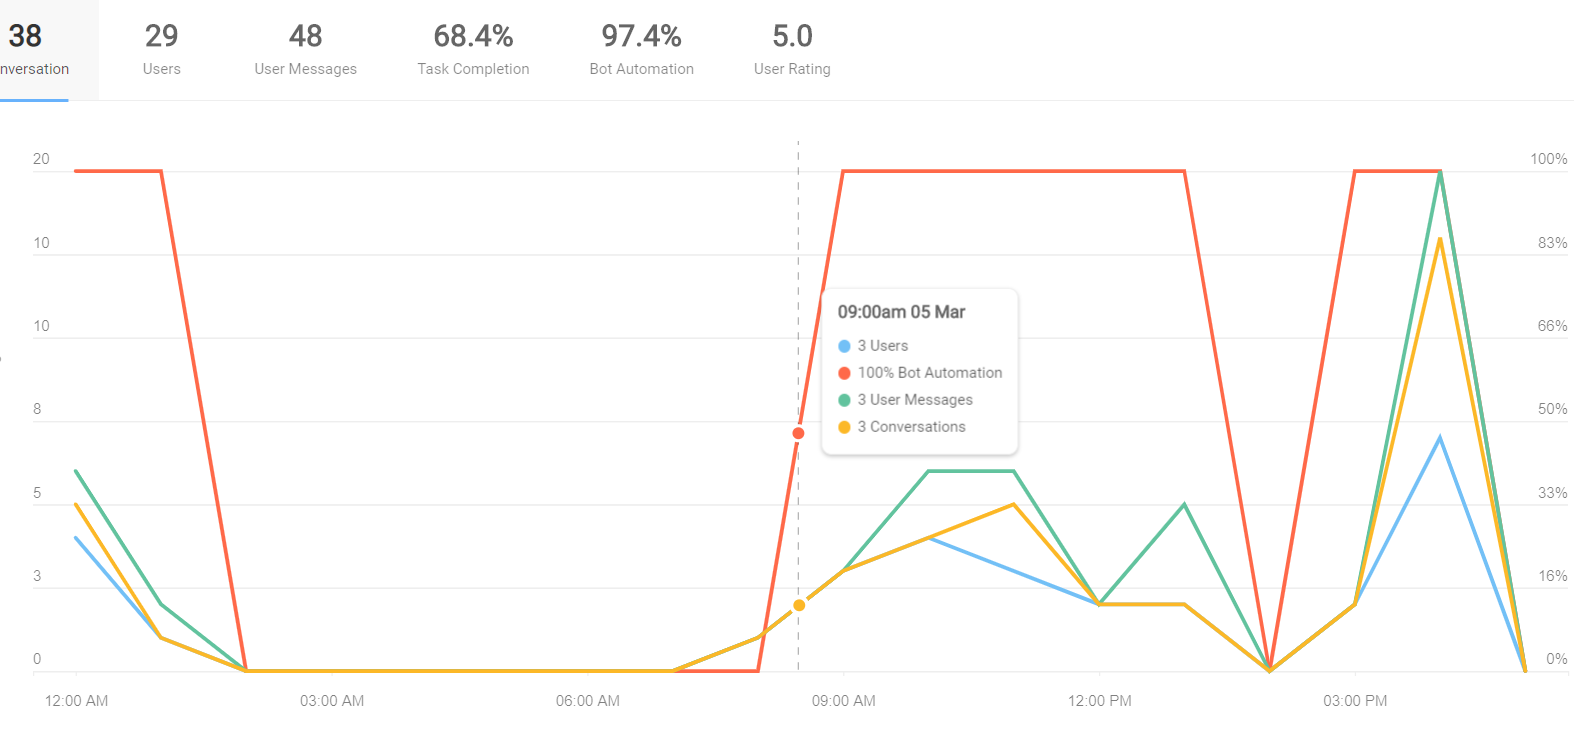 38 29 48 68.4% 97.4% 5.0
nversation Users User Messages Task Completion Bot Automation User Rating
20 100%
10 83%
09:00am 05 Mar
10 66%
3 Users
100% Bot Automation
3 User Messages
8 50%
3 Conversations
5 33%
3 16%
0 0%
12:00 AM 03:00 AM 06:00 AM 09:00 AM 12:00 PM 03:00 PM